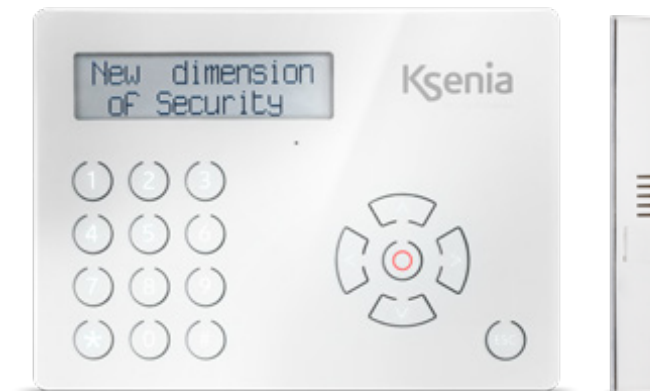 New dimension
of Security
Ksenia
1 2 3
4 5 6
7 8 9
* 0 #
ESC